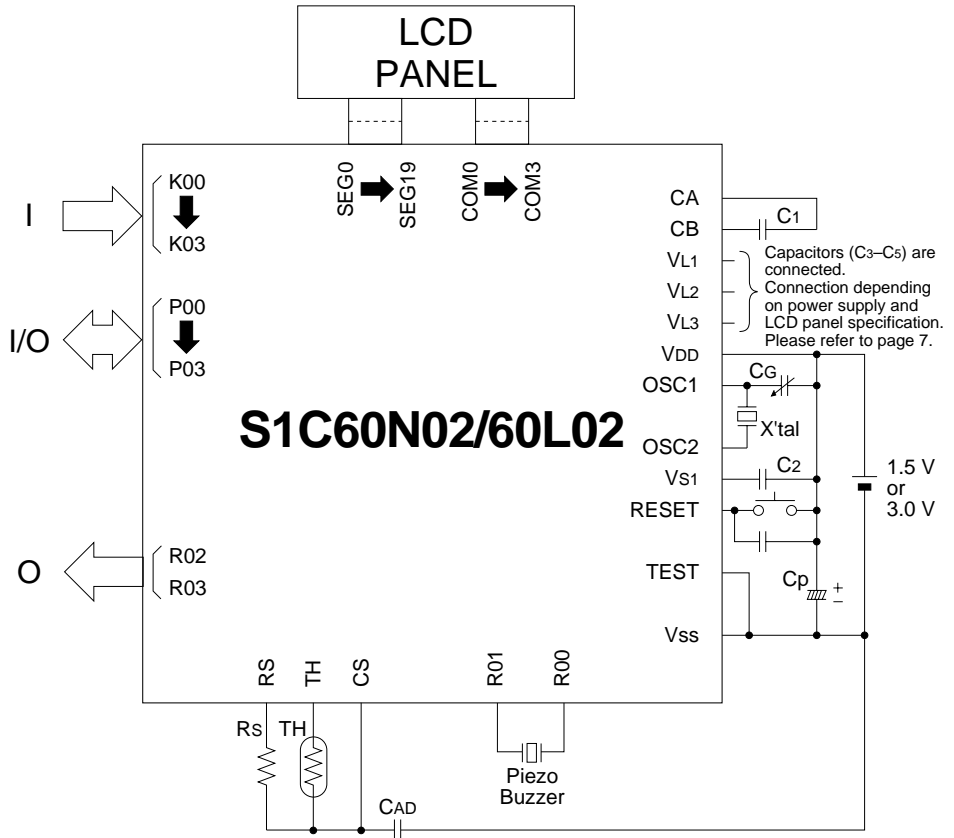 LCD
PANEL
SEG0
SEG19
COM0
COM3
I
K00
K03
I/O
P00
P03
S1C60N02/60L02
O
R02
R03
CA
CB
C1
VL1
VL2
VL3
Capacitors (C3–C5) are
connected.
Connection depending
on power supply and
LCD panel specification.
Please refer to page 7.
VDD
OSC1
CG
X'tal
OSC2
VS1
C2
RESET
TEST
Cp
+
–
Vss
1.5 V
or
3.0 V
RS
TH
CS
R01
R00
Rs
TH
CAD
Piezo
Buzzer